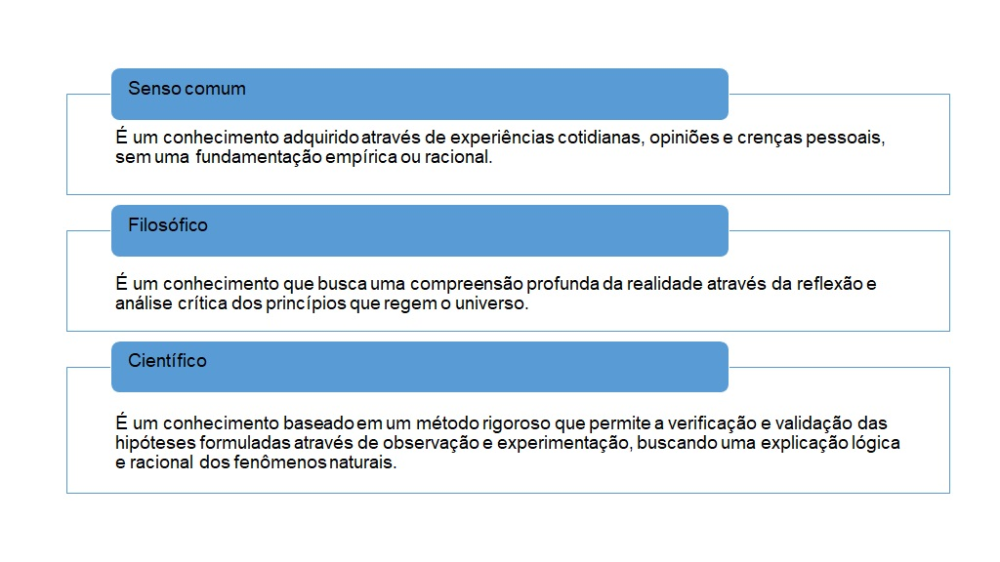 Senso comum
É um conhecimento adquirido através de experiências cotidianas, opiniões e crenças pessoais,
sem uma fundamentação empírica ou racional.
Filosófico
É um conhecimento que busca uma compreensão profunda da realidade através da reflexão e
análise crítica dos princípios que regem o universo.
Científico
É um conhecimento baseado em um método rigoroso que permite a verificação e validação das
hipóteses formuladas através de observação e experimentação, buscando uma explicação lógica
e racional dos fenômenos naturais.